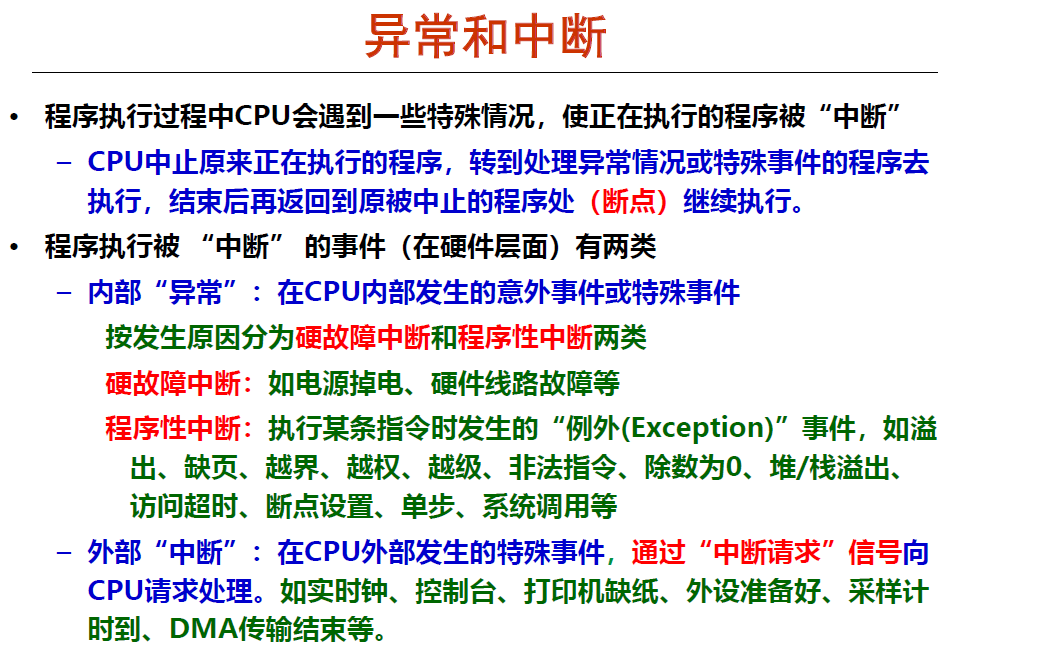 异常和中断
• 程序执行过程中CPU会遇到一些特殊情况，使正在执行的程序被“中断”
– CPU中止原来正在执行的程序，转到处理异常情况或特殊事件的程序去
执行，结束后再返回到原被中止的程序处（断点）继续执行。
• 程序执行被 “中断” 的事件（在硬件层面）有两类
– 内部“异常”：在CPU内部发生的意外事件或特殊事件
按发生原因分为硬故障中断和程序性中断两类
硬故障中断：如电源掉电、硬件线路故障等
程序性中断：执行某条指令时发生的“例外(Exception)”事件，如溢
出、缺页、越界、越权、越级、非法指令、除数为0、堆/栈溢出、
访问超时、断点设置、单步、系统调用等
– 外部“中断”：在CPU外部发生的特殊事件，通过“中断请求”信号向
CPU请求处理。如实时钟、控制台、打印机缺纸、外设准备好、采样计
时到、DMA传输结束等。